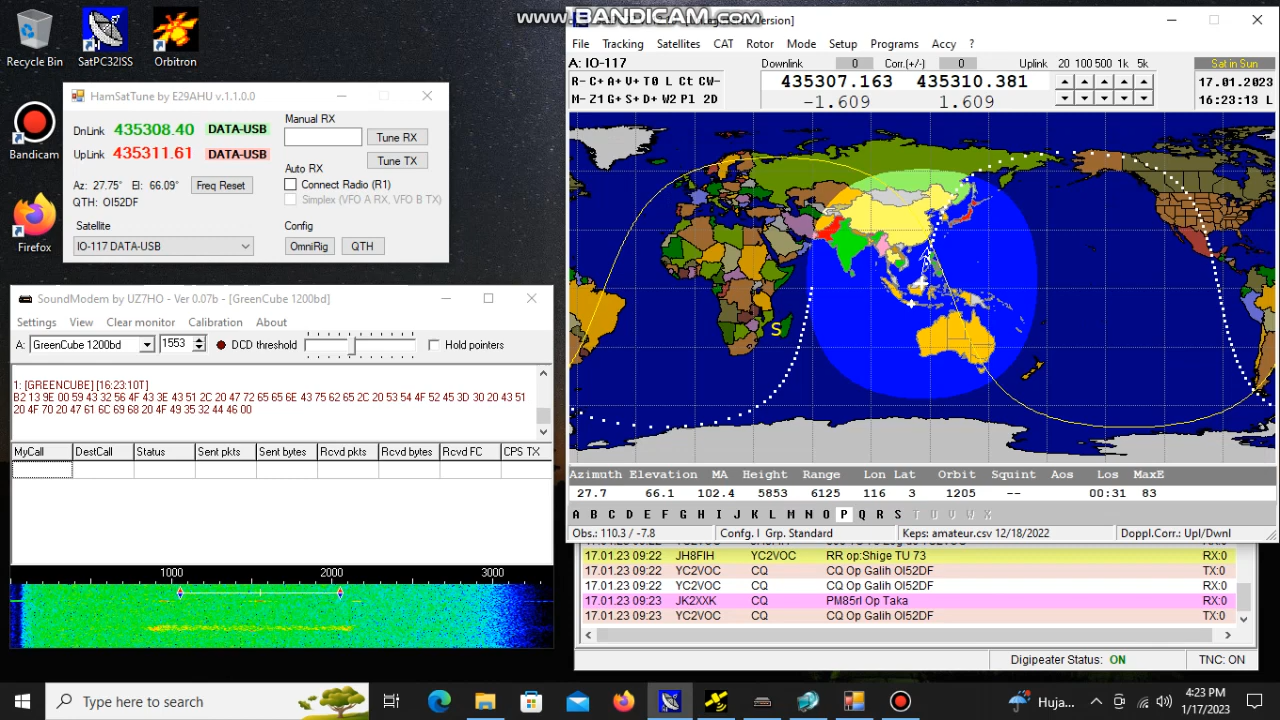 www.BANDICAM.com
ersion]
Recycle Bin
SatPC32ISS
Orbitron
Bandicam
Firefox
HamSatTune by E29AHU v.1.1.0.0
DnLink 435308.40 DATA-USB
UpLink 435311.61 DATA-USB
Az: 27.75° El: 66.09° Freq Reset
QTH: OI52DF
Satellite
IO-117 DATA-USB
Manual RX
Tune RX
Tune TX
Auto RX
Connect Radio (R1)
Simplex (VFO A RX, VFO B TX)
Config
OmniRig QTH
SoundModem by UZ7HO - Ver 0.07b - [GreenCube 1200bd]
Settings View Clear monitor Calibration About
A: GreenCube 1200bd 1553 DCD threshold Hold pointers
1: [GREENCUBE] [16:23:10T]
B2 13 9E 00 59 43 32 56 4F 43 3E 43 51 2C 20 47 72 65 65 6E 43 75 62 65 2C 20 53 54 4F 52 45 3D 30 20 43 51
20 4F 70 20 47 61 6C 69 68 20 4F 49 35 32 44 46 00
MyCall DestCall Status Sent pkts Sent bytes Rcvd pkts Rcvd bytes Rcvd FC CPS TX
1000 2000 3000
File Tracking Satellites CAT Rotor Mode Setup Programs Accy ?
A: IO-117 Downlink 0 Corr.(+/-) 0 Uplink 20 100 500 1k 5k Sat in Sun
R- C+ A+ V+ T0 L Ct CW- 435307.163 435310.381 17.01.2023
M- Z1 G+ S+ D+ W2 P1 2D -1.609 1.609 16:23:13 L
S
Azimuth Elevation MA Height Range Lon Lat Orbit Squint Aos Los MaxE
27.7 66.1 102.4 5853 6125 116 3 1205 -- 00:31 83
A B C D E F G H I J K L M N O P Q R S T U V W X
Obs.: 110.3 / -7.8 Confg. I Grp. Standard Keps: amateur.csv 12/18/2022 Doppl.Corr.: Upl/Dwnl
17.01.23 09:22 JH8FIH YC2VOC RR op:Shige TU 73 RX:0
17.01.23 09:22 YC2VOC CQ CQ Op Galih OI52DF TX:0
17.01.23 09:22 YC2VOC CQ CQ Op Galih OI52DF RX:0
17.01.23 09:23 JK2XXK CQ PM85rl Op Taka RX:0
17.01.23 09:23 YC2VOC CQ CQ Op Galih OI52DF TX:0
Digipeater Status: ON TNC: ON
Type here to search
Huja...
4:23 PM
1/17/2023